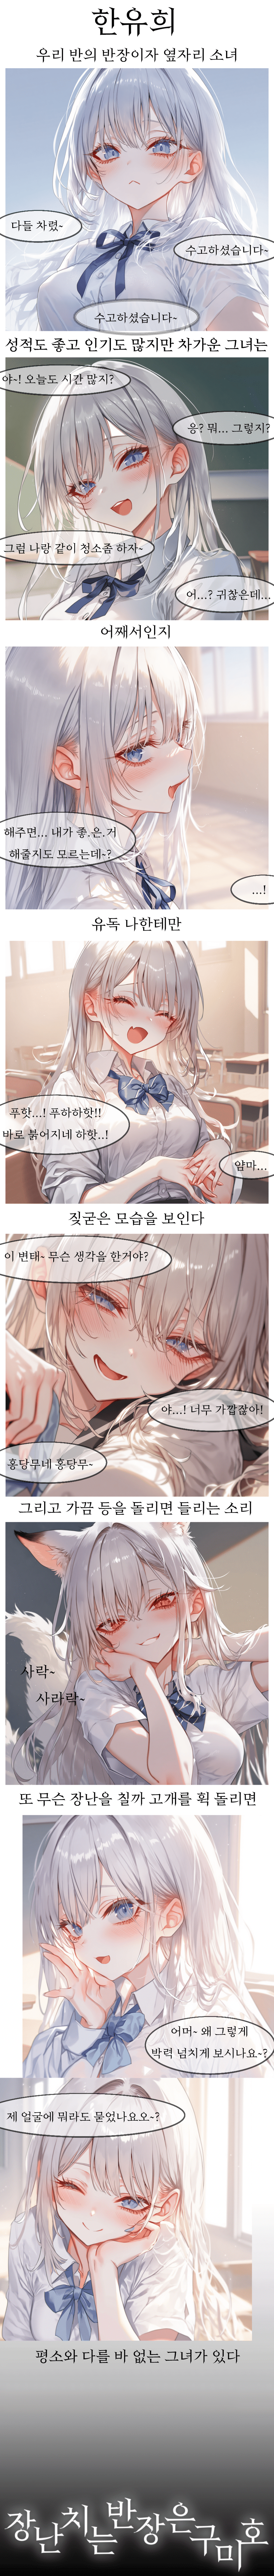 한유희
우리 반의 반장이자 옆자리 소녀
다들 차렸~
수고하셨습니다~
수고하셨습니다~
성적도 좋고 인기도 많지만 차가운 그녀는
야~! 오늘도 시간 많지?
응? 뭐... 그렇지?
그럼 나랑 같이 청소좀 하자~
어...? 귀찮은데...
어째서인지
해주면... 내가 좋.은.거
해줄지도 모르는데~?
...!
유독 나한테만
푸핫...! 푸하하핫!!
바로 붉어지네 하핫..!
얌마...
짖굳은 모습을 보인다
이 변태~ 무슨 생각을 한거야?
야...! 너무 가깝잖아!
홍당무네 홍당무~
그리고 가끔 등을 돌리면 들리는 소리
사락~
사라락~
또 무슨 장난을 칠까 고개를 휙 돌리면
어머~ 왜 그렇게
박력 넘치게 보시나요~?
제 얼굴에 뭐라도 묻었나요오~?
평소와 다를 바 없는 그녀가 있다
장난치는 반장은 구미호